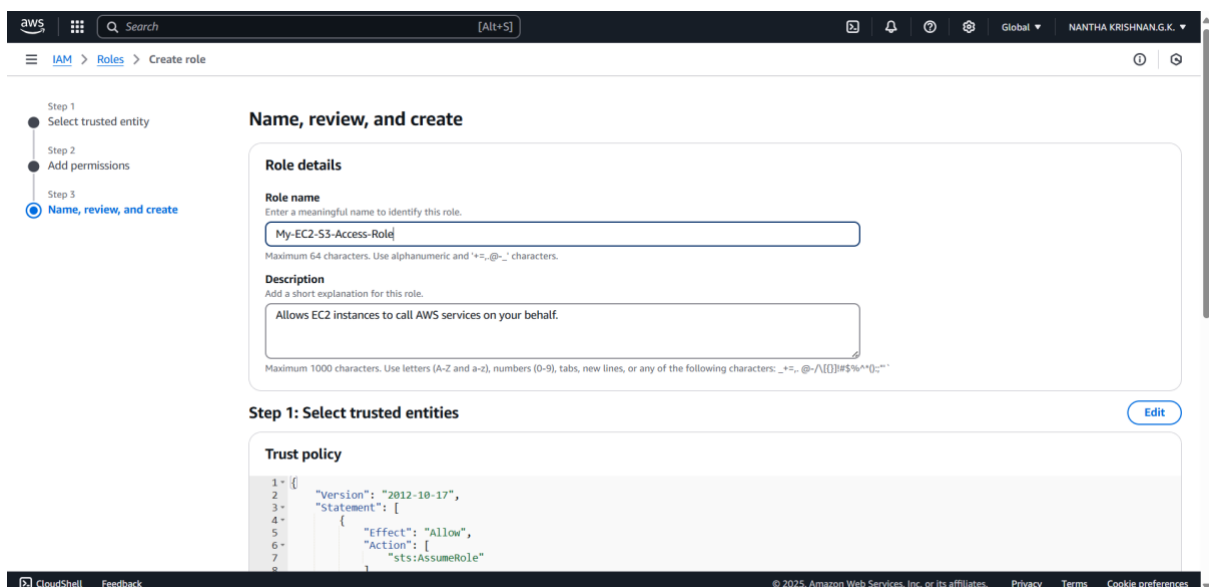 aws
Search [Alt+S]
Global ▼
NANTHA KRISHNAN.G.K. ▼
IAM > Roles > Create role
Step 1
Select trusted entity
Step 2
Add permissions
Step 3
Name, review, and create
Name, review, and create
Role details
Role name
Enter a meaningful name to identify this role.
My-EC2-S3-Access-Role
Maximum 64 characters. Use alphanumeric and '+=,.@-_' characters.
Description
Add a short explanation for this role.
Allows EC2 instances to call AWS services on your behalf.
Maximum 1000 characters. Use letters (A-Z and a-z), numbers (0-9), tabs, new lines, or any of the following characters:
Step 1: Select trusted entities
Edit
Trust policy
1 {
2 "Version": "2012-10-17",
3 "Statement": [
4 {
5 "Effect": "Allow",
6 "Action": [
7 "sts:AssumeRole"
8 ]
CloudShell Feedback
© 2025, Amazon Web Services, Inc. or its affiliates. Privacy Terms Cookie preferences